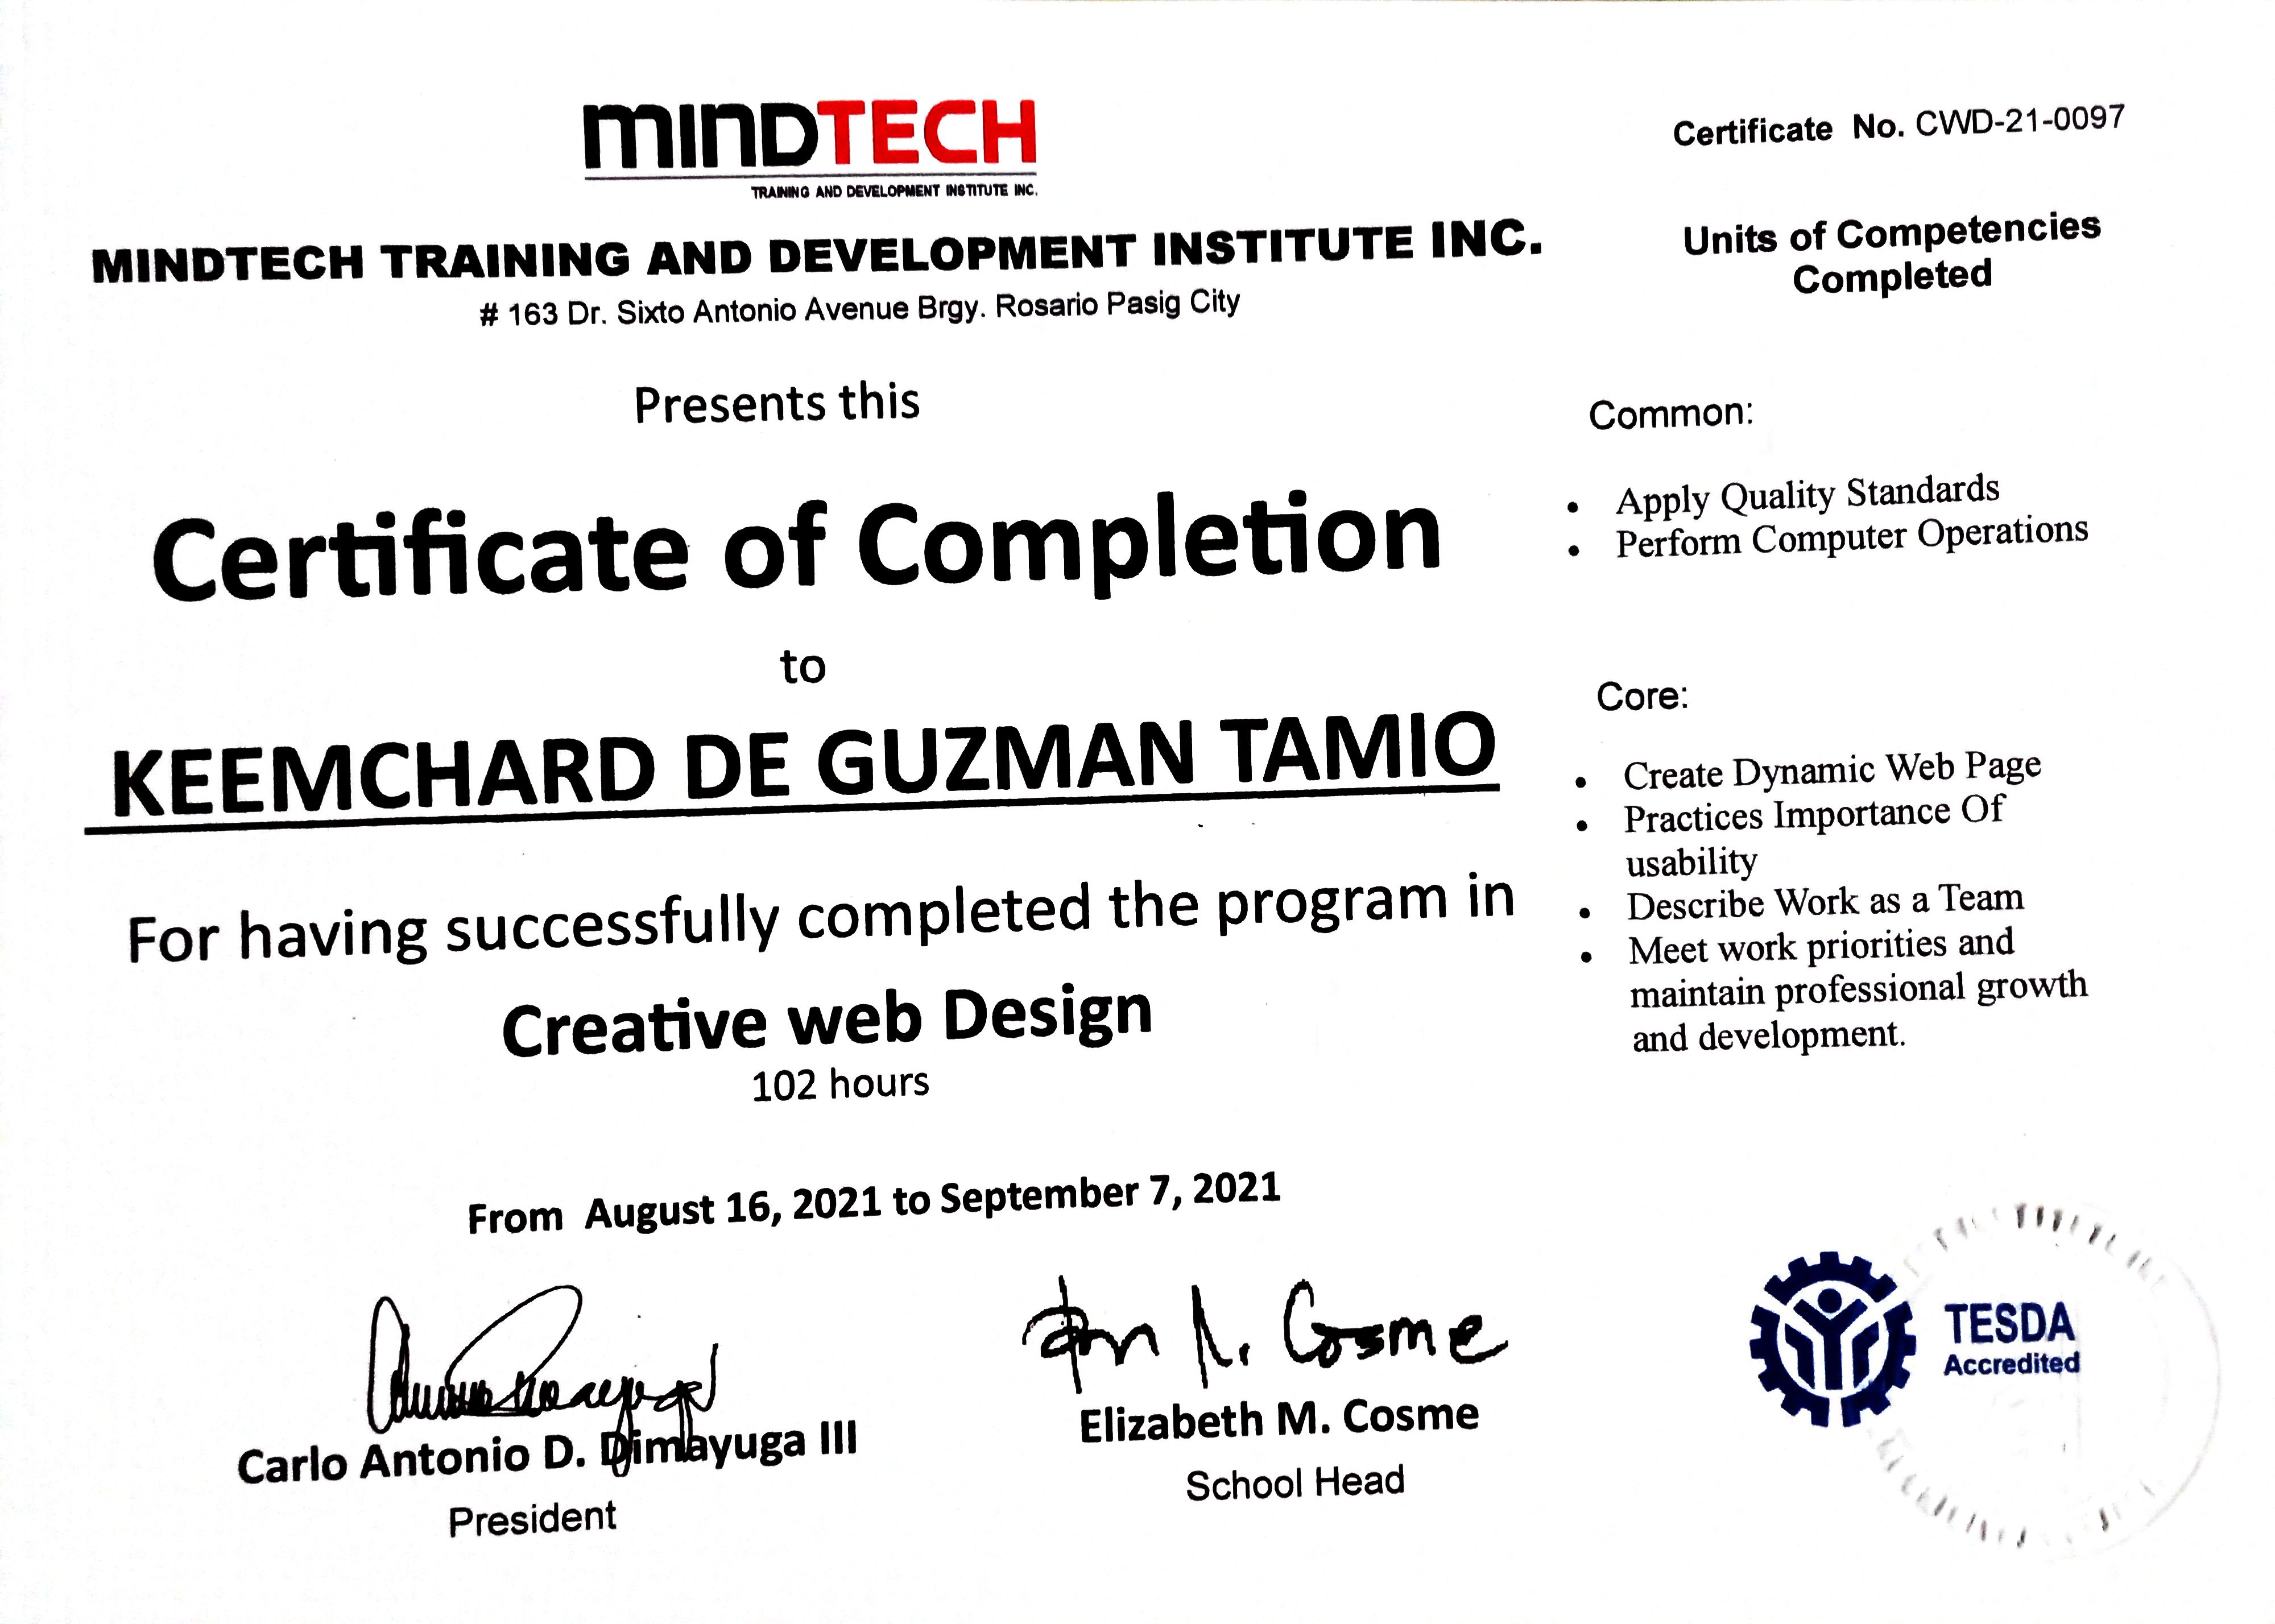 MINDTECH
TRAINING AND DEVELOPMENT INSTITUTE INC.
MINDTECH TRAINING AND DEVELOPMENT INSTITUTE INC.
# 163 Dr. Sixto Antonio Avenue Brgy. Rosario Pasig City
Presents this
Certificate of Completion
to
KEEMCHARD DE GUZMAN TAMIO
For having successfully completed the program in
Creative web Design
102 hours
From August 16, 2021 to September 7, 2021
Carlo Antonio D. Dimayuga III
President
Cosme
Elizabeth M. Cosme
School Head
Certificate No. CWD-21-0097
Units of Competencies
Completed
Common:
• Apply Quality Standards
• Perform Computer Operations
Core:
• Create Dynamic Web Page
• Practices Importance Of
usability
• Describe Work as a Team
• Meet work priorities and
maintain professional growth
and development.
TESDA
Accredited